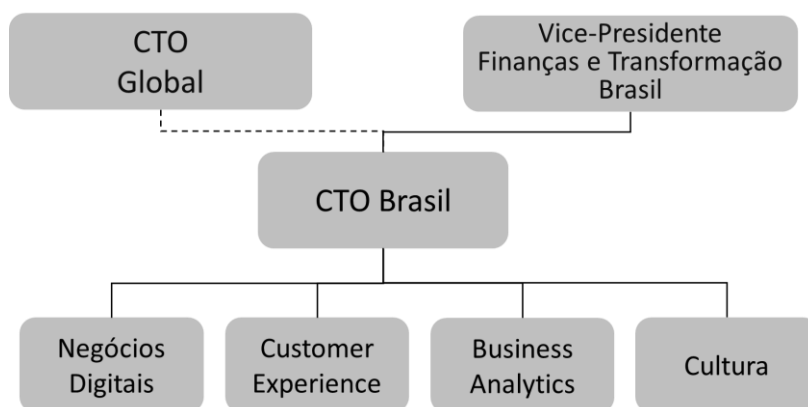 CTO
Global
Vice-Presidente
Finanças e Transformação
Brasil
CTO Brasil
Negócios
Digitais
Customer
Experience
Business
Analytics
Cultura